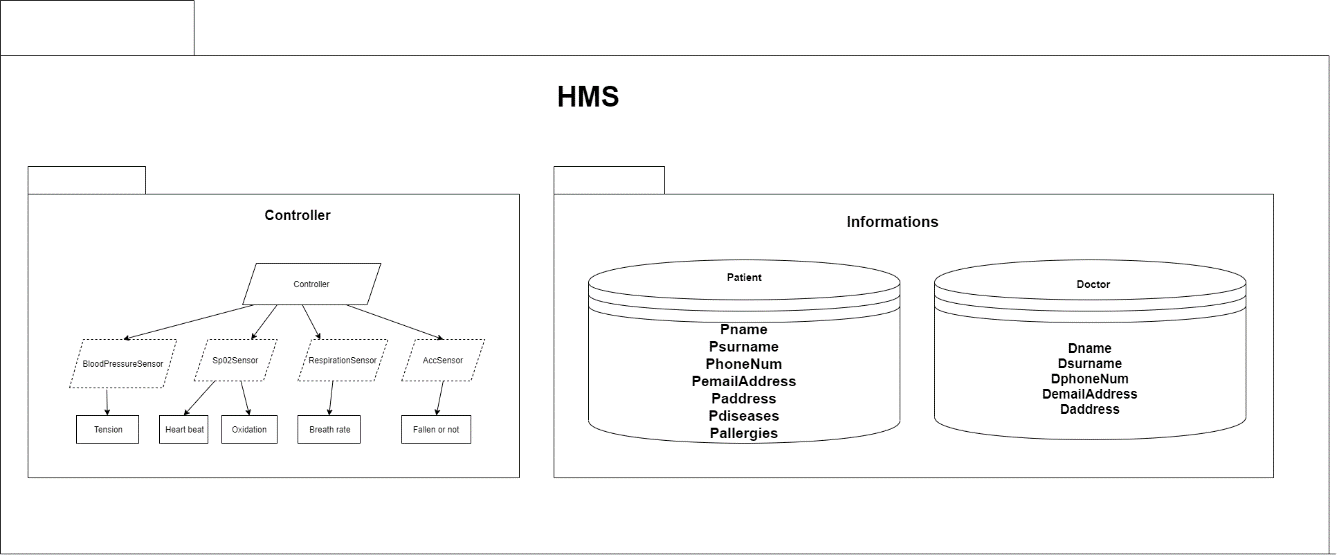 HMS
Controller
Controller
BloodPressureSensor
Sp02Sensor
RespirationSensor
AccSensor
Tension
Heart beat
Oxidation
Breath rate
Fallen or not
Informations
Patient
Pname
Psurname
PhoneNum
PemailAddress
Paddress
Pdiseases
Pallergies
Doctor
Dname
Dsurname
DphoneNum
DemailAddress
Daddress